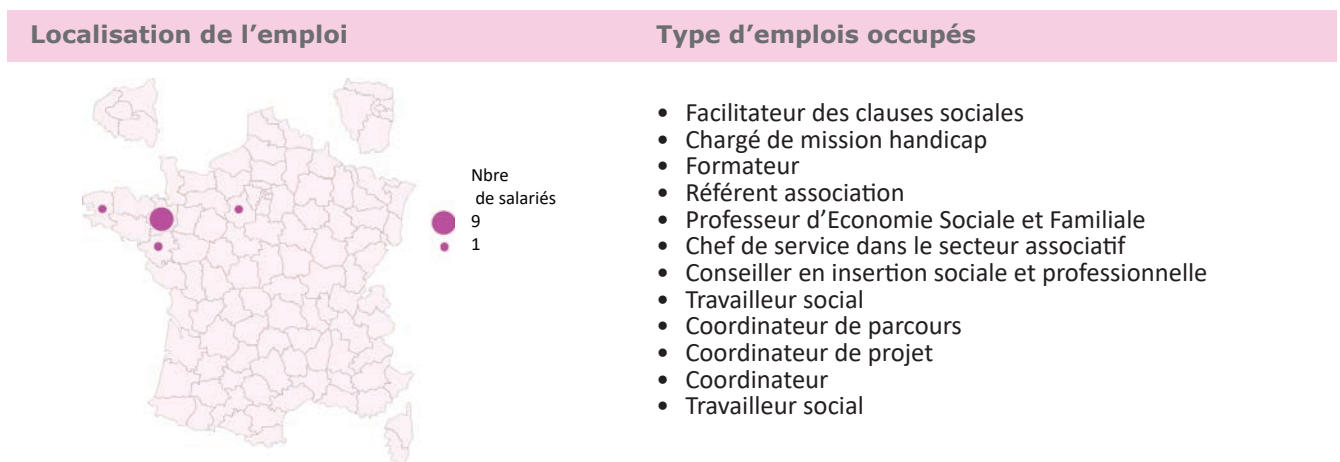 Localisation de l’emploi
Type d’emplois occupés
Nbre
de salariés
9
1
• Facilitateur des clauses sociales
• Chargé de mission handicap
• Formateur
• Référent association
• Professeur d’Economie Sociale et Familiale
• Chef de service dans le secteur associatif
• Conseiller en insertion sociale et professionnelle
• Travailleur social
• Coordinateur de parcours
• Coordinateur de projet
• Coordinateur
• Travailleur social